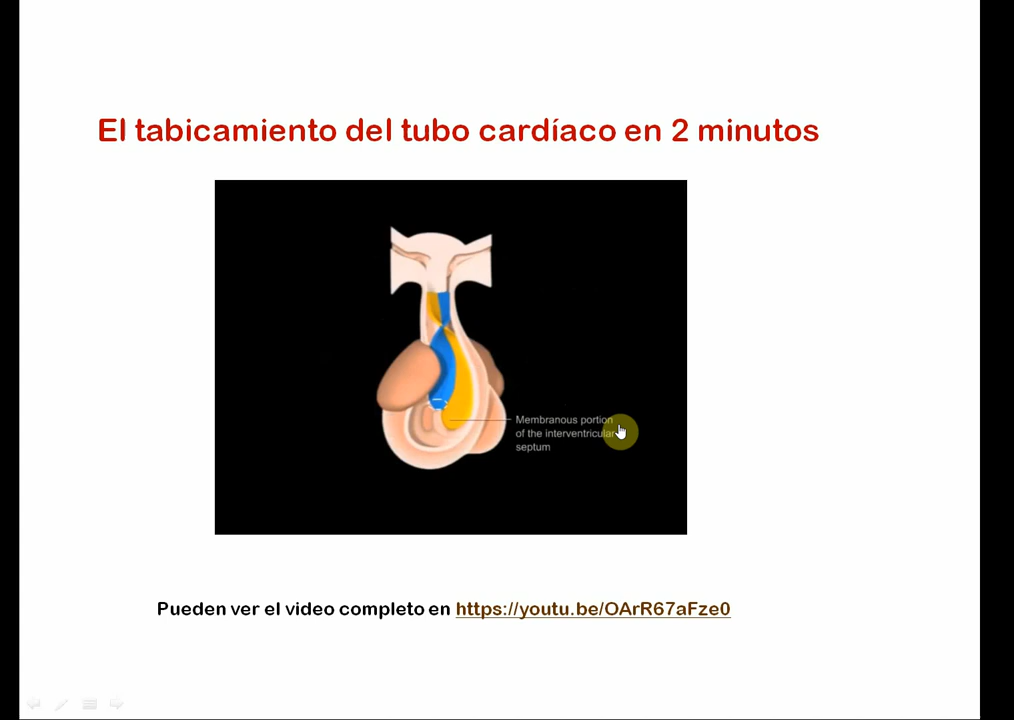 El tabicamiento del tubo cardíaco en 2 minutos
Membranous portion
of the interventricular
septum
Pueden ver el video completo en https://youtu.be/OArR67aFze0